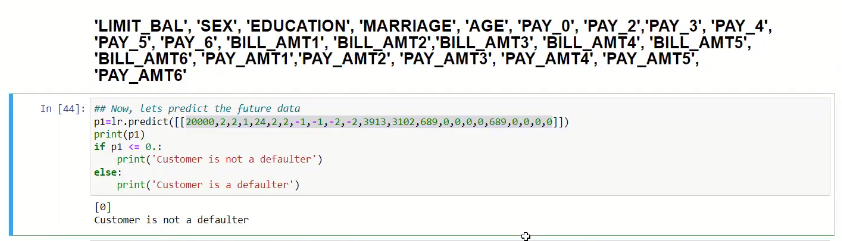 'LIMIT_BAL', 'SEX', 'EDUCATION', 'MARRIAGE', 'AGE', 'PAY_0', 'PAY_2','PAY_3', 'PAY_4',
'PAY_5', 'PAY_6', 'BILL_AMT1', 'BILL_AMT2','BILL_AMT3', 'BILL_AMT4', 'BILL_AMT5',
'BILL_AMT6', 'PAY_AMT1','PAY_AMT2', 'PAY_AMT3', 'PAY_AMT4', 'PAY_AMT5',
'PAY_AMT6'
In [44]: ## Now, lets predict the future data
p1=lr.predict([[20000,2,2,1,24,2,2,-1,-1,-2,-2,3913,3102,689,0,0,0,0,689,0,0,0,0]])
print(p1)
if p1 <= 0.:
    print('Customer is not a defaulter')
else:
    print('Customer is a defaulter')
[0]
Customer is not a defaulter